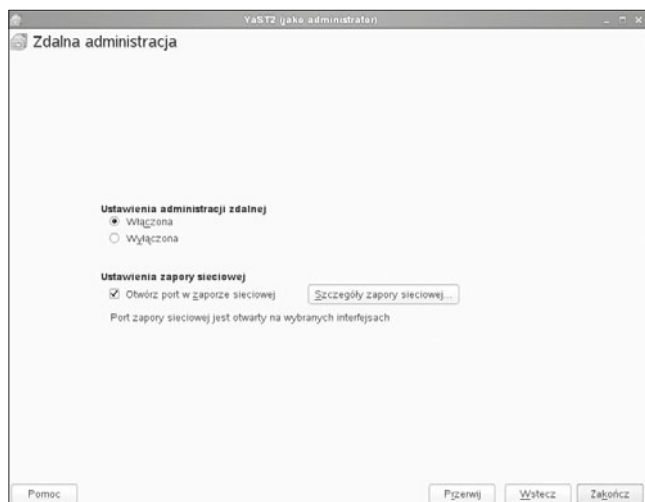 YaST2 (jako administrator)
Zdalna administracja
Ustawienia administracji zdalnej
Włączona
Wyłączona
Ustawienia zapory sieciowej
Otwórz port w zaporze sieciowej
Szczegóły zapory sieciowej...
Port zapory sieciowej jest otwarty na wybranych interfejsach
Pomoc
Przerwij
Wstecz
Zakończ